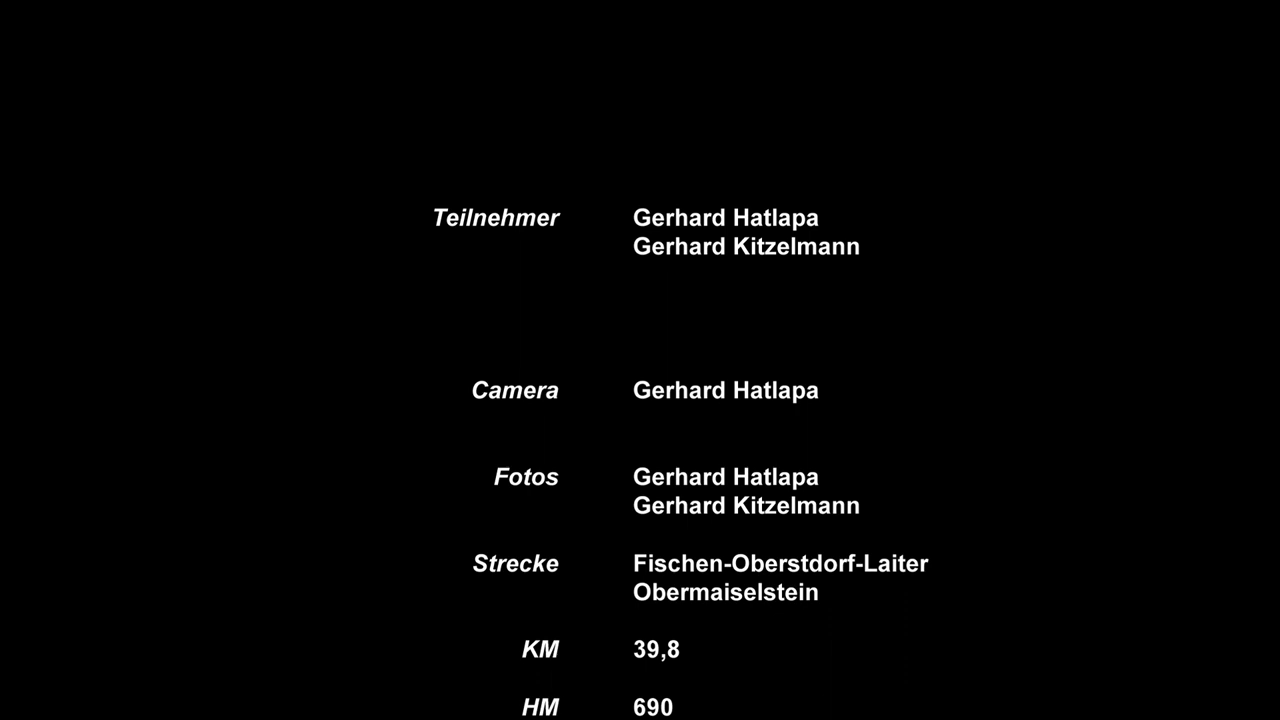 Teilnehmer Gerhard Hatlapa
Gerhard Kitzelmann
Camera Gerhard Hatlapa
Fotos Gerhard Hatlapa
Gerhard Kitzelmann
Strecke Fischen-Oberstdorf-Laiter
Obermaiselstein
KM 39,8
HM 690